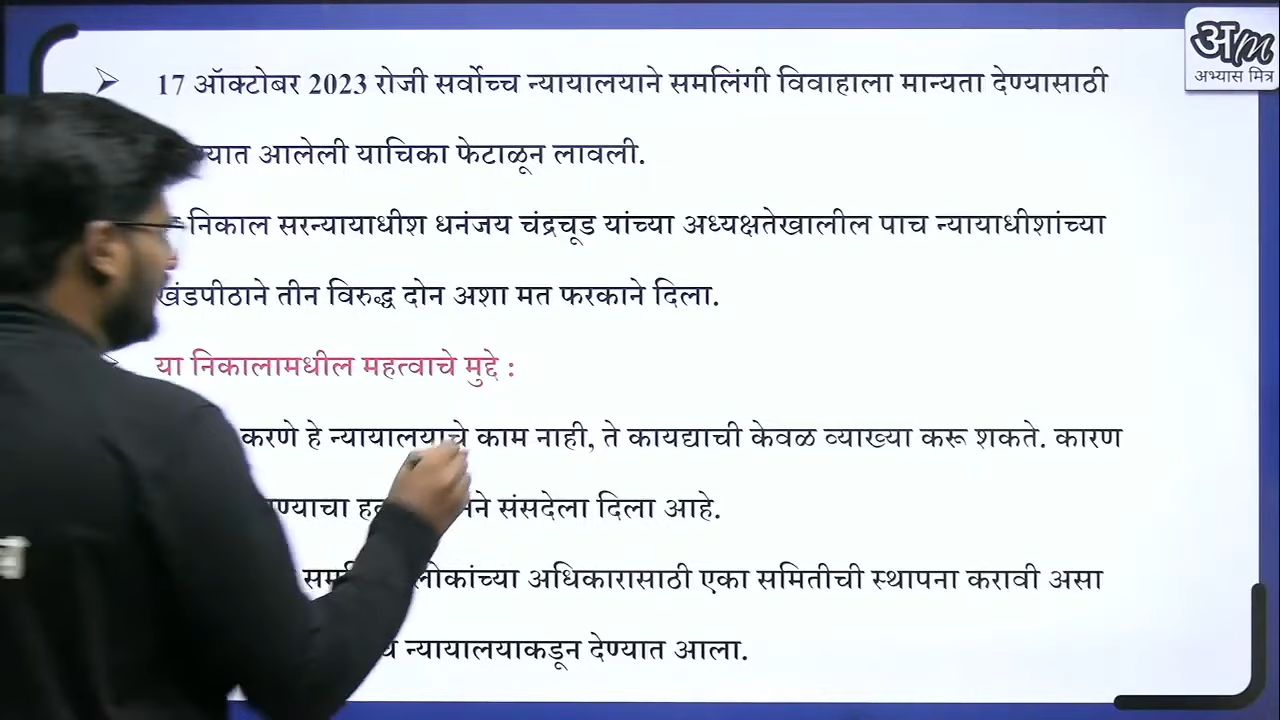 अm
अभ्यास मित्र
17 ऑक्टोबर 2023 रोजी सर्वोच्च न्यायालयाने समलिंगी विवाहाला मान्यता देण्यासाठी
आलेली याचिका फेटाळून लावली.
निकाल सरन्यायाधीश धनंजय चंद्रचूड यांच्या अध्यक्षतेखालील पाच न्यायाधीशांच्या
खंडपीठाने तीन विरुद्ध दोन अशा मत फरकाने दिला.
या निकालामधील महत्वाचे मुद्दे :
करणे हे न्यायालयाचे काम नाही, ते कायद्याची केवळ व्याख्या करू शकते. कारण
संसदेला दिला आहे.
लोकांच्या अधिकारासाठी एका समितीची स्थापना करावी असा
न्यायालयाकडून देण्यात आला.